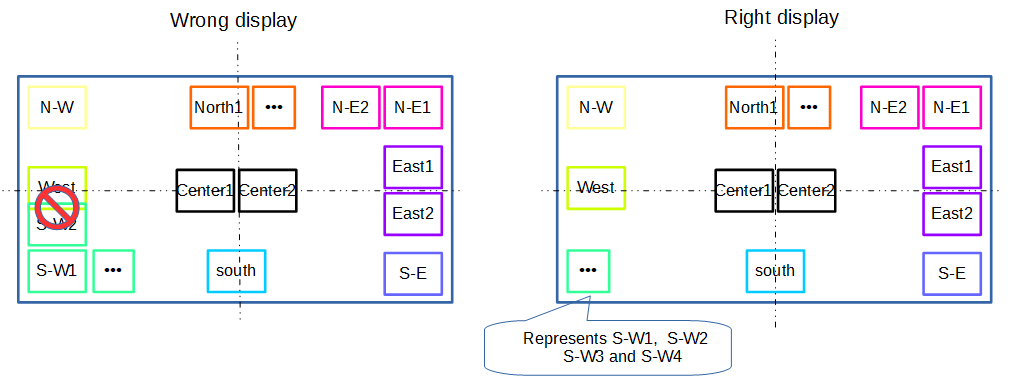 Wrong display
Right display
N-W
North1
•••
N-E2
N-E1
East1
West
Center1
Center2
East2
S-W2
S-W1
•••
south
S-E
N-W
North1
•••
N-E2
N-E1
East1
West
Center1
Center2
East2
•••
south
S-E
Represents S-W1, S-W2
S-W3 and S-W4